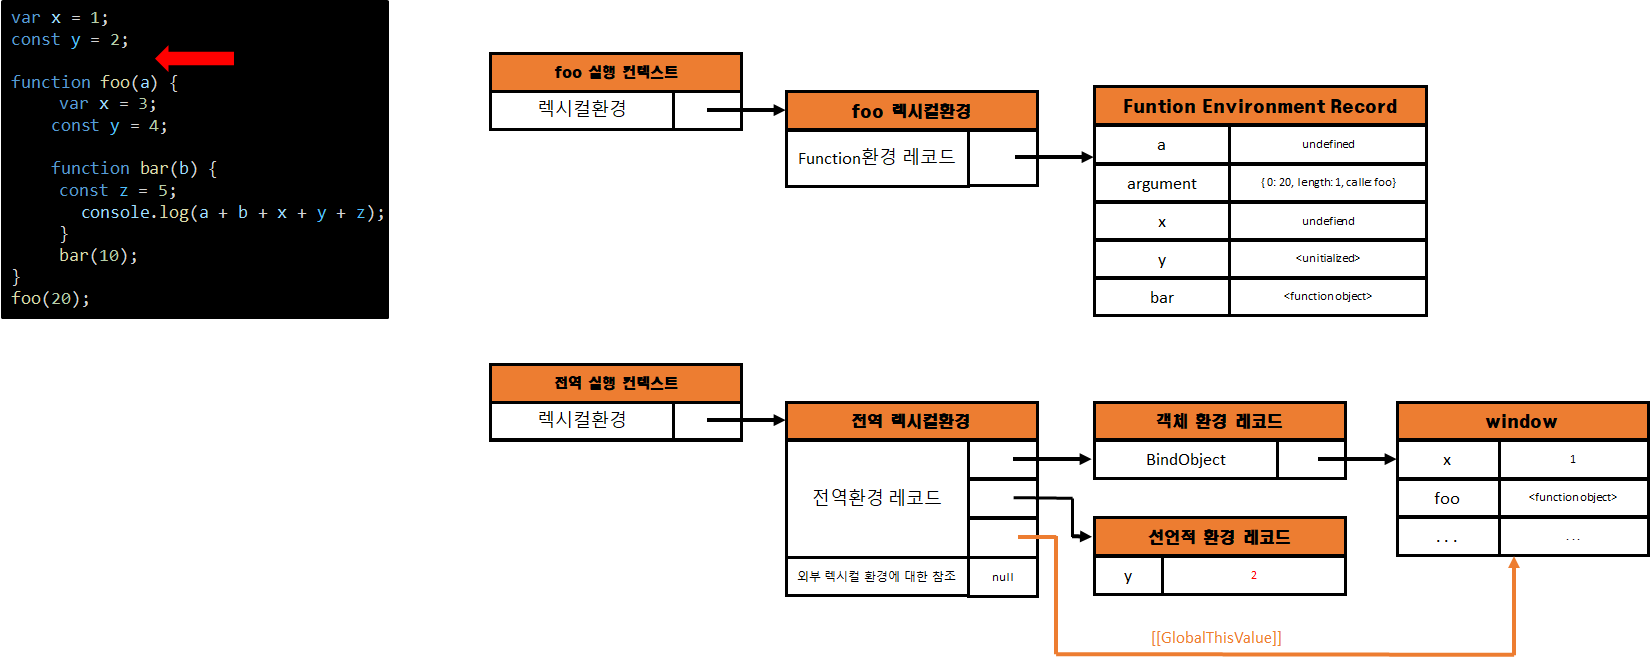 var x = 1;
const y = 2;
function foo(a) {
var x = 3;
const y = 4;
function bar(b) {
const z = 5;
console.log(a + b + x + y + z);
}
bar(10);
}
foo(20);
foo 실행 컨텍스트
렉시컬환경
foo 렉시컬환경
Function환경 레코드
Funtion Environment Record
a undefined
argument { 0: 20, length: 1, calle: foo}
x undefiend
y <unitialized>
bar <function object>
전역 실행 컨텍스트
렉시컬환경
전역 렉시컬환경
전역환경 레코드
외부 렉시컬 환경에 대한 참조 null
객체 환경 레코드
BindObject
선언적 환경 레코드
y 2
window
x 1
foo <function object>
... ...
[[GlobalThisValue]]